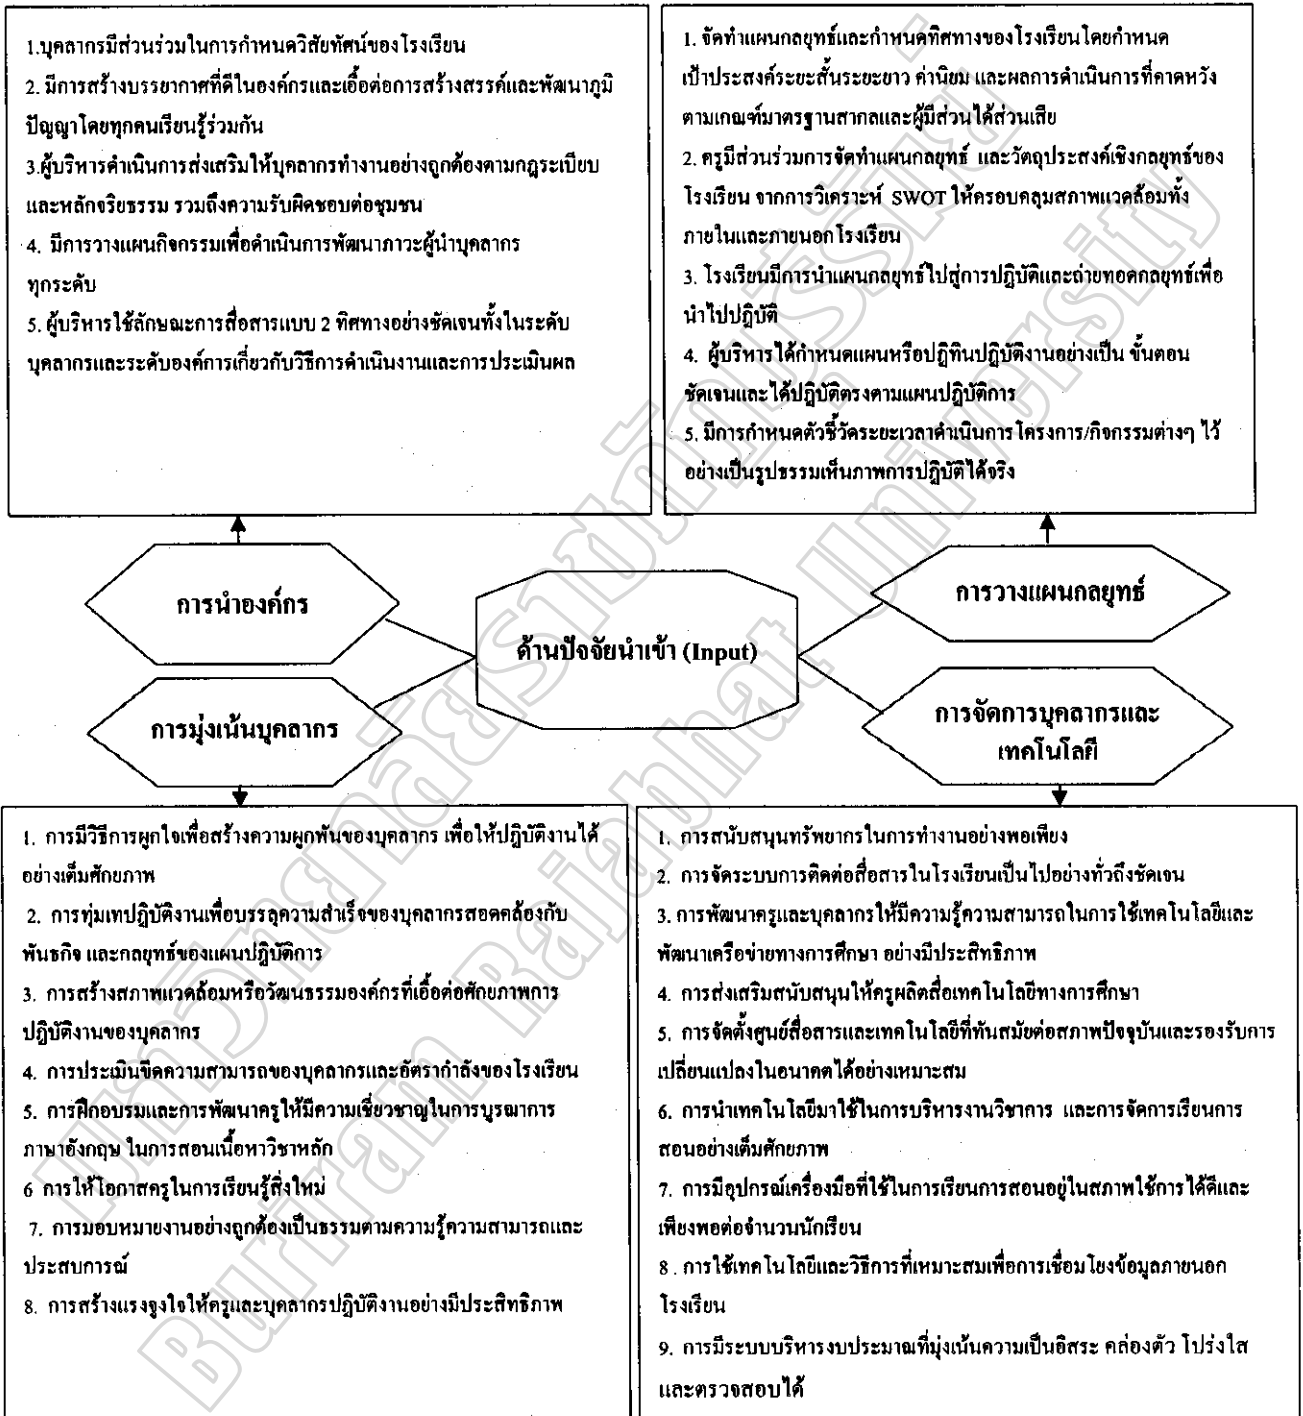 1.บุคลากรมีส่วนร่วมในการกำหนดวิสัยทัศน์ของโรงเรียน
2. มีการสร้างบรรยากาศที่ดีในองค์กรและเอื้อต่อการสร้างสรรค์และพัฒนาภูมิ
ปัญญาโดยทุกคนเรียนรู้ร่วมกัน
3.ผู้บริหารดำเนินการส่งเสริมให้บุคลากรทำงานอย่างถูกต้องตามกฎระเบียบ
และหลักจริยธรรม รวมถึงความรับผิดชอบต่อชุมชน
4. มีการวางแผนกิจกรรมเพื่อดำเนินการพัฒนาภาวะผู้นำบุคลากร
ทุกระดับ
5. ผู้บริหารใช้ลักษณะการสื่อสารแบบ 2 ทิศทางอย่างชัดเจนทั้งในระดับ
บุคลากรและระดับองค์การเกี่ยวกับวิธีการดำเนินงานและการประเมินผล
1. จัดทำแผนกลยุทธ์และกำหนดทิศทางของโรงเรียนโดยกำหนด
เป้าประสงค์ระยะสั้นระยะยาว ค่านิยม และผลการดำเนินการที่คาดหวัง
ตามเกณฑ์มาตรฐานสากลและผู้มีส่วนได้ส่วนเสีย
2. ครูมีส่วนร่วมการจัดทำแผนกลยุทธ์ และวัตถุประสงค์เชิงกลยุทธ์ของ
โรงเรียน จากการวิเคราะห์ SWOT ให้ครอบคลุมสภาพแวดล้อมทั้ง
ภายในและภายนอกโรงเรียน
3. โรงเรียนมีการนำแผนกลยุทธ์ไปสู่การปฏิบัติและถ่ายทอดกลยุทธ์เพื่อ
นำไปปฏิบัติ
4. ผู้บริหารได้กำหนดแผนหรือปฏิทินปฏิบัติงานอย่างเป็น ขั้นตอน
ชัดเจนและได้ปฏิบัติตรงตามแผนปฏิบัติการ
5. มีการกำหนดตัวชี้วัดระยะเวลาดำเนินการโครงการ/กิจกรรมต่างๆ ไว้
อย่างเป็นรูปธรรมเห็นภาพการปฏิบัติได้จริง
การนำองค์กร
การวางแผนกลยุทธ์
ด้านปัจจัยนำเข้า (Input)
การมุ่งเน้นบุคลากร
การจัดการบุคลากรและ
เทคโนโลยี
1. การมีวิธีการผูกใจเพื่อสร้างความผูกพันของบุคลากร เพื่อให้ปฏิบัติงานได้
อย่างเต็มศักยภาพ
2. การทุ่มเทปฏิบัติงานเพื่อบรรลุความสำเร็จของบุคลากรสอดคล้องกับ
พันธกิจ และกลยุทธ์ของแผนปฏิบัติการ
3. การสร้างสภาพแวดล้อมหรือวัฒนธรรมองค์กรที่เอื้อต่อศักยภาพการ
ปฏิบัติงานของบุคลากร
4. การประเมินขีดความสามารถของบุคลากรและอัตรากำลังของโรงเรียน
5. การฝึกอบรมและการพัฒนาครูให้มีความเชี่ยวชาญในการบูรณาการ
ภาษาอังกฤษ ในการสอนเนื้อหาวิชาหลัก
6 การให้โอกาสครูในการเรียนรู้สิ่งใหม่
7. การมอบหมายงานอย่างถูกต้องเป็นธรรมตามความรู้ความสามารถและ
ประสบการณ์
8. การสร้างแรงจูงใจให้ครูและบุคลากรปฏิบัติงานอย่างมีประสิทธิภาพ
1. การสนับสนุนทรัพยากรในการทำงานอย่างพอเพียง
2. การจัดระบบการติดต่อสื่อสารในโรงเรียนเป็นไปอย่างทั่วถึงชัดเจน
3. การพัฒนาครูและบุคลากรให้มีความรู้ความสามารถในการใช้เทคโนโลยีและ
พัฒนาเครือข่ายทางการศึกษา อย่างมีประสิทธิภาพ
4. การส่งเสริมสนับสนุนให้ครูผลิตสื่อเทคโนโลยีทางการศึกษา
5. การจัดตั้งศูนย์สื่อสารและเทคโนโลยีที่ทันสมัยต่อสภาพปัจจุบันและรองรับการ
เปลี่ยนแปลงในอนาคตได้อย่างเหมาะสม
6. การนำเทคโนโลยีมาใช้ในการบริหารงานวิชาการ และการจัดการเรียนการ
สอนอย่างเต็มศักยภาพ
7. การมีอุปกรณ์เครื่องมือที่ใช้ในการเรียนการสอนอยู่ในสภาพใช้การได้ดีและ
เพียงพอต่อจำนวนนักเรียน
8 . การใช้เทคโนโลยีและวิธีการที่เหมาะสมเพื่อการเชื่อมโยงข้อมูลภายนอก
โรงเรียน
9. การมีระบบบริหารงบประมาณที่มุ่งเน้นความเป็นอิสระ คล่องตัว โปร่งใส
และตรวจสอบได้
มหาวิทยาลัยราชภัฏบุรีรัมย์
Buriram Rajabhat University